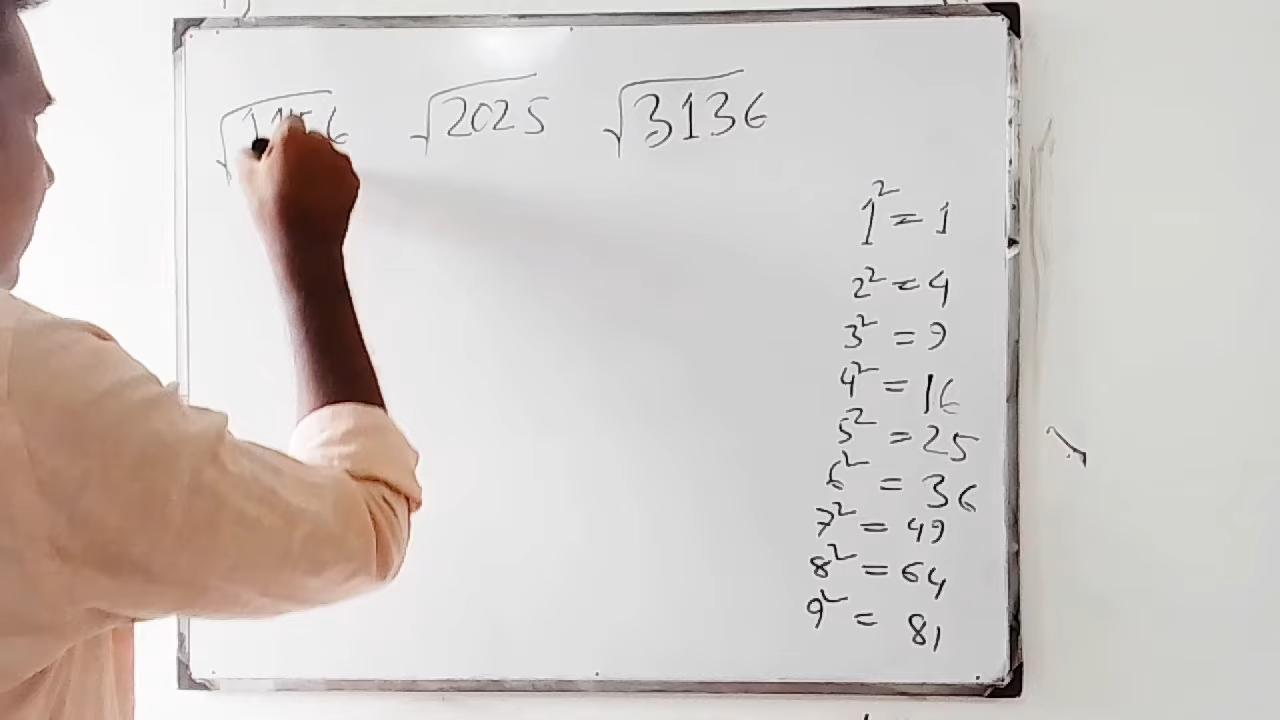 √2025 √3136
1² = 1
2² = 4
3² = 9
4² = 16
5² = 25
6² = 36
7² = 49
8² = 64
9² = 81